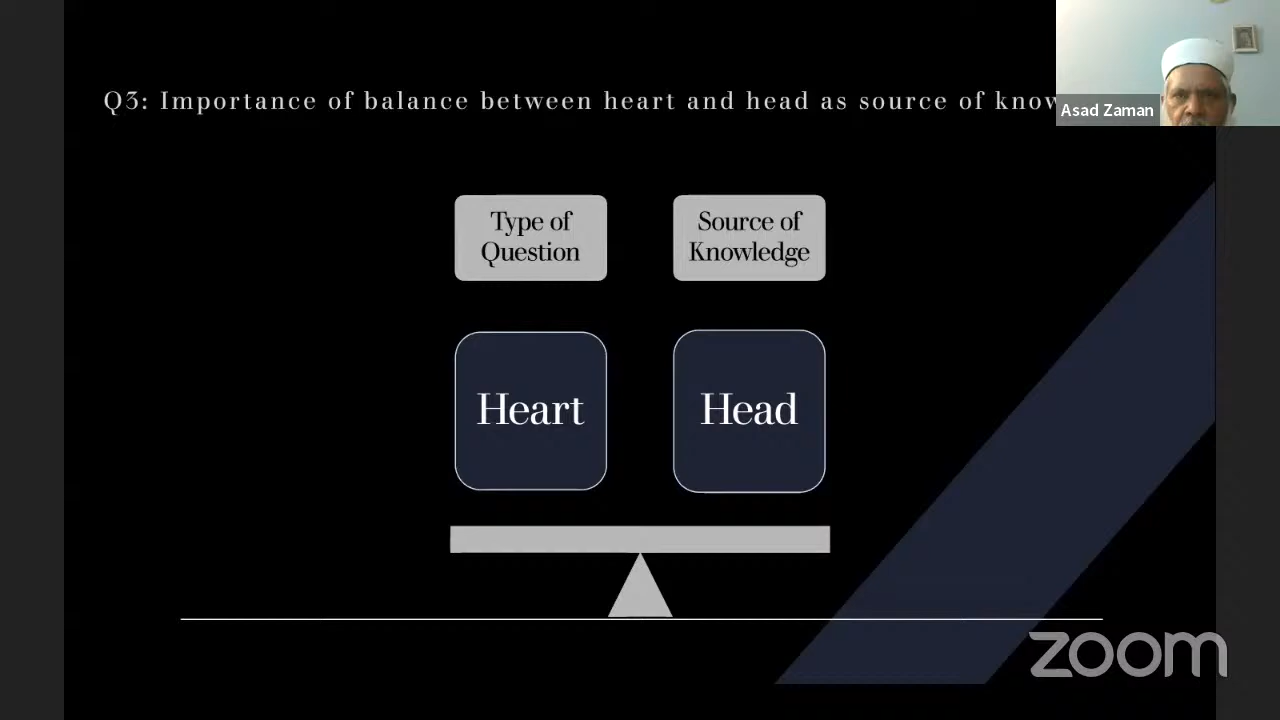 Q3: Importance of balance between heart and head as source of
Asad Zaman
Type of
Question
Source of
Knowledge
Heart
Head
zoom